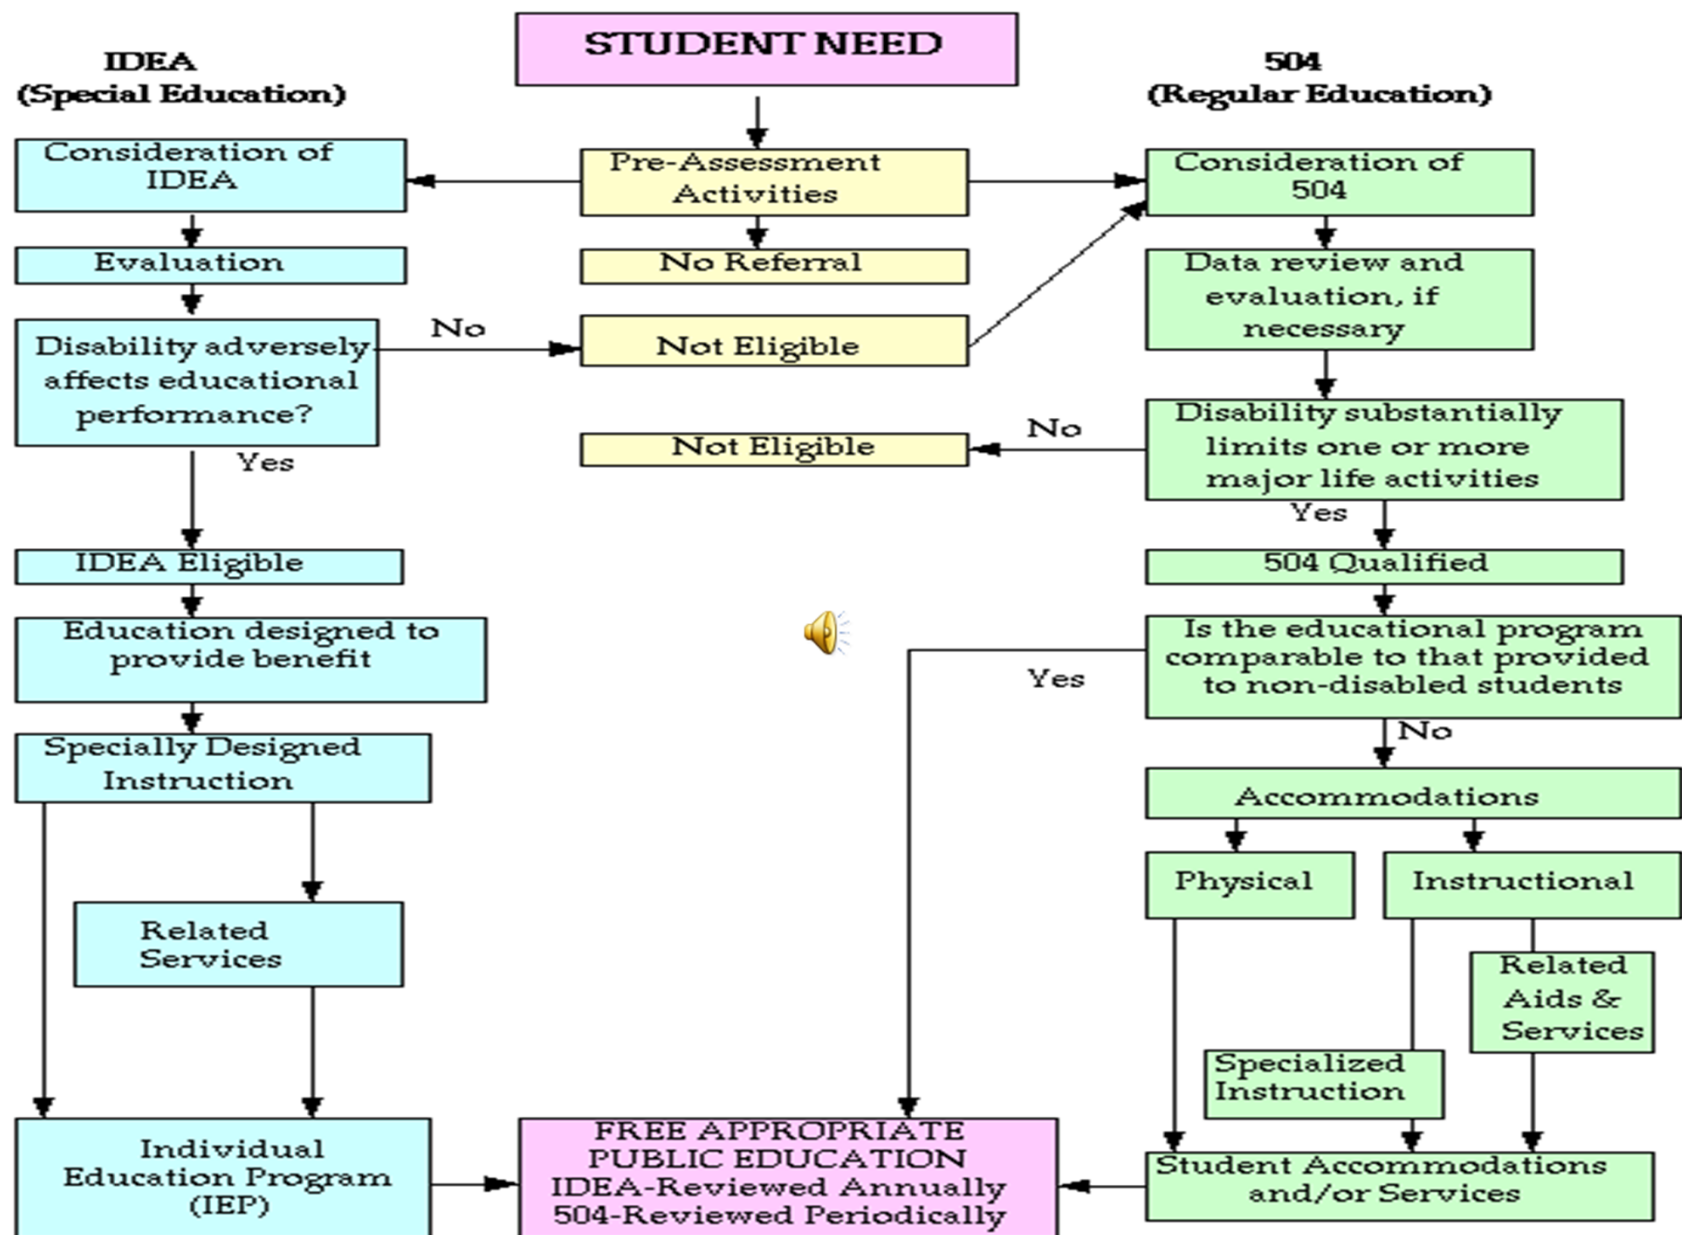 STUDENT NEED
IDEA
(Special Education)
504
(Regular Education)
Consideration of
IDEA
Pre-Assessment
Activities
Consideration of
504
Evaluation
No Referral
Data review and
evaluation, if
necessary
Disability adversely
affects educational
performance?
No
Not Eligible
Disability substantially
limits one or more
major life activities
No
Not Eligible
Yes
Yes
IDEA Eligible
504 Qualified
Education designed to
provide benefit
Is the educational program
comparable to that provided
to non-disabled students
Yes
No
Specially Designed
Instruction
Accommodations
Physical
Instructional
Related
Services
Related
Aids &
Services
Specialized
Instruction
Individual
Education Program
(IEP)
FREE APPROPRIATE
PUBLIC EDUCATION
IDEA-Reviewed Annually
504-Reviewed Periodically
Student Accommodations
and/or Services